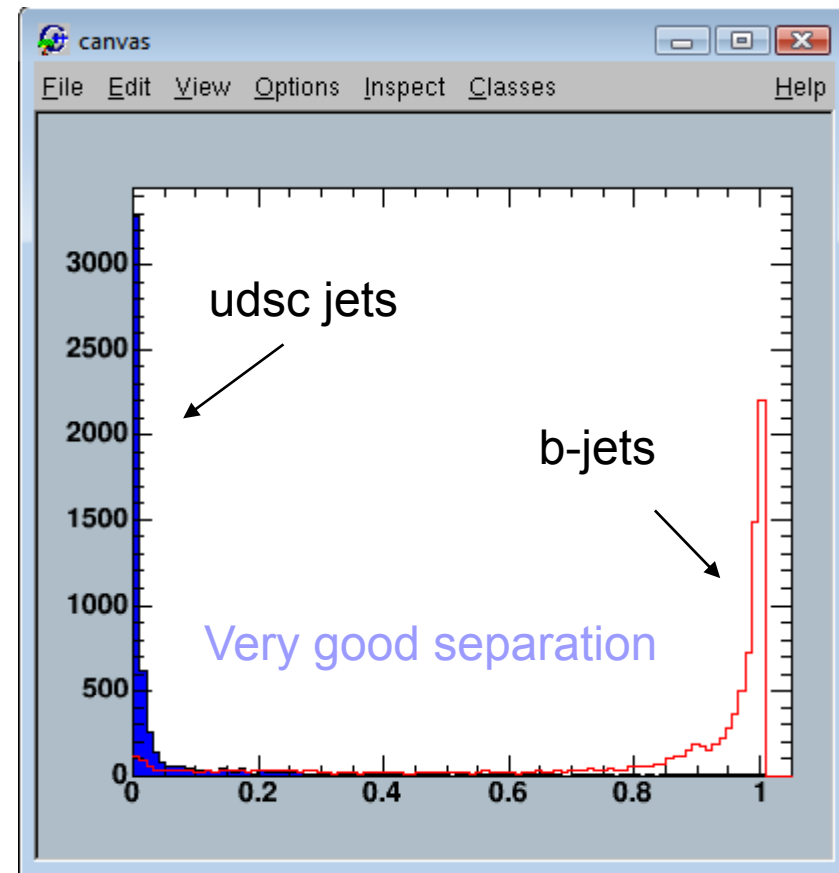 canvas
File Edit View Options Inspect Classes Help
3000
2500
2000
1500
1000
500
0
udsc jets
b-jets
Very good separation
0 0.2 0.4 0.6 0.8 1